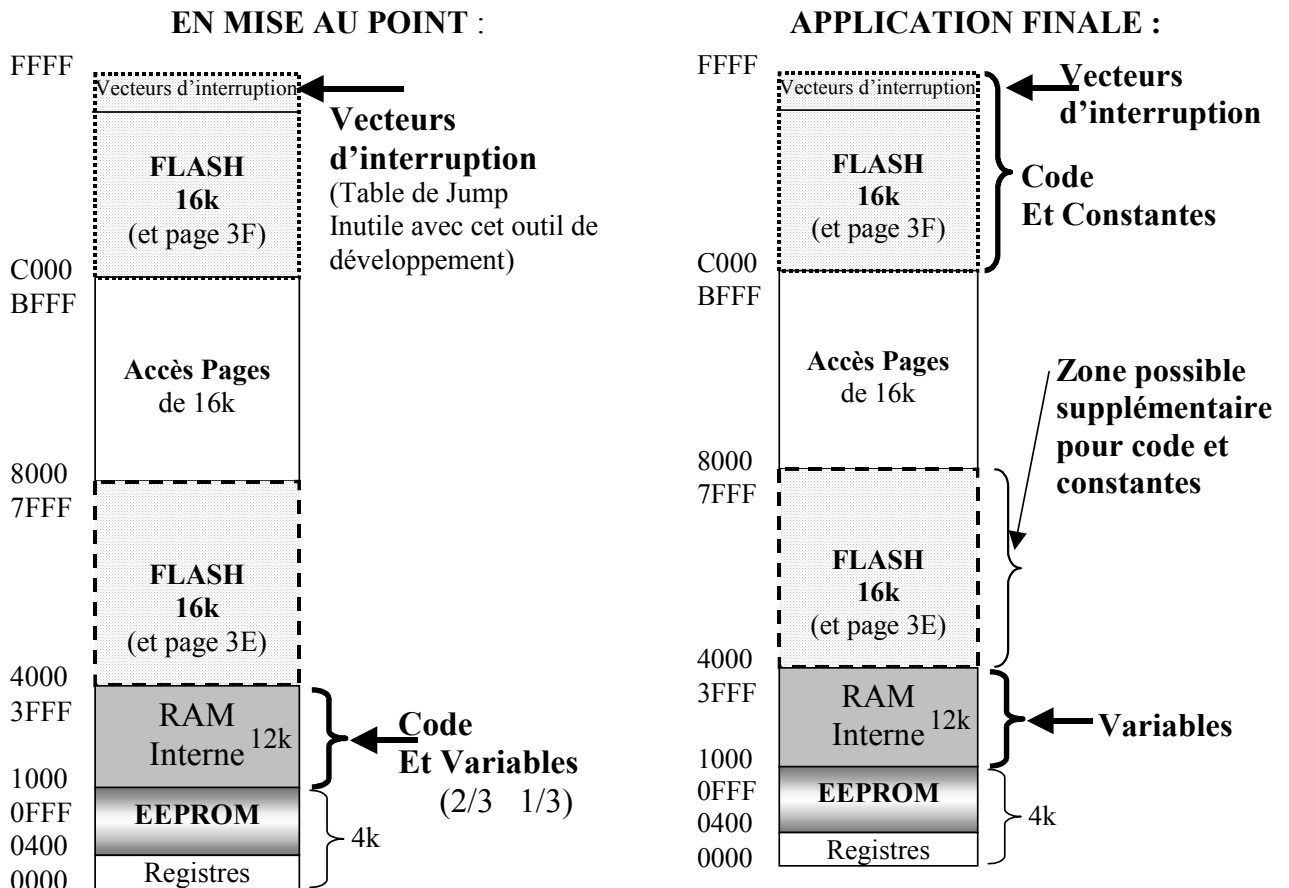 EN MISE AU POINT :
FFFF
Vecteurs d'interruption
Vecteurs
d'interruption
(Table de Jump
Inutile avec cet outil de
développement)
FLASH
16k
(et page 3F)
C000
BFFF
Accès Pages
de 16k
8000
7FFF
FLASH
16k
(et page 3E)
4000
3FFF
RAM
Interne 12k
Code
Et Variables
(2/3 1/3)
1000
0FFF
EEPROM
4k
0400
Registres
0000
APPLICATION FINALE :
FFFF
Vecteurs d'interruption
Vecteurs
d'interruption
FLASH
16k
(et page 3F)
Code
Et Constantes
C000
BFFF
Accès Pages
de 16k
Zone possible
supplémentaire
pour code et
constantes
8000
7FFF
FLASH
16k
(et page 3E)
4000
3FFF
RAM
Interne 12k
Variables
1000
0FFF
EEPROM
4k
0400
Registres
0000